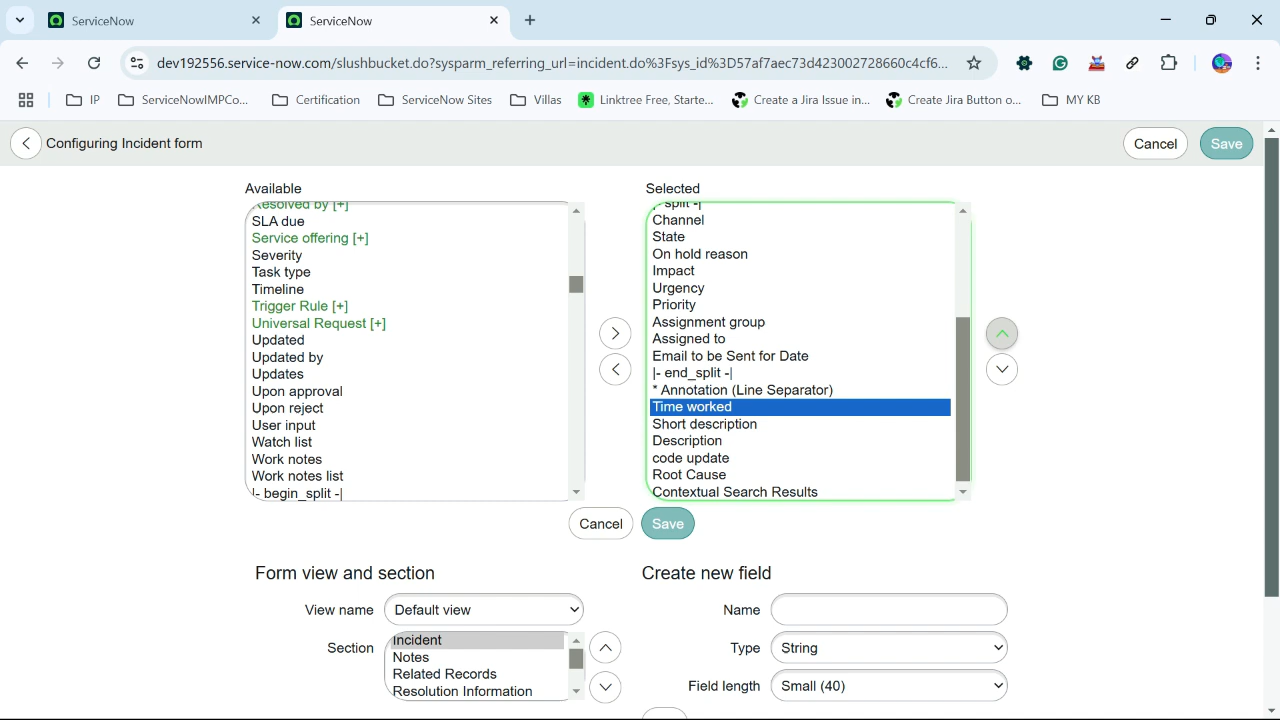 ServiceNow
ServiceNow
dev192556.service-now.com/slushbucket.do?sysparm_referring_url=incident.do%3Fsys_id%3D57af7aec73d423002728660c4cf6...
IP
ServiceNowIMPCo...
Certification
ServiceNow Sites
Villas
Linktree Free, Starte...
Create a Jira Issue in...
Create Jira Button o...
MY KB
Configuring Incident form
Cancel
Save
Available
Resolved by [+]
SLA due
Service offering [+]
Severity
Task type
Timeline
Trigger Rule [+]
Universal Request [+]
Updated
Updated by
Updates
Upon approval
Upon reject
User input
Watch list
Work notes
Work notes list
|- begin_split -|
Selected
|- split -|
Channel
State
On hold reason
Impact
Urgency
Priority
Assignment group
Assigned to
Email to be Sent for Date
|- end_split -|
* Annotation (Line Separator)
Time worked
Short description
Description
code update
Root Cause
Contextual Search Results
Cancel
Save
Form view and section
View name
Default view
Section
Incident
Notes
Related Records
Resolution Information
Create new field
Name
Type
String
Field length
Small (40)